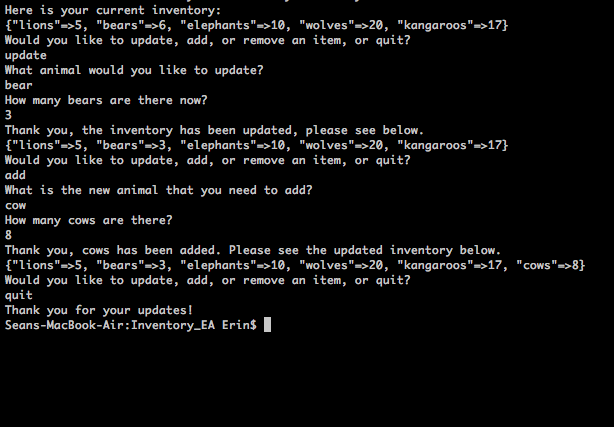 Here is your current inventory:
{"lions"=>5, "bears"=>6, "elephants"=>10, "wolves"=>20, "kangaroos"=>17}
Would you like to update, add, or remove an item, or quit?
update
What animal would you like to update?
bear
How many bears are there now?
3
Thank you, the inventory has been updated, please see below.
{"lions"=>5, "bears"=>3, "elephants"=>10, "wolves"=>20, "kangaroos"=>17}
Would you like to update, add, or remove an item, or quit?
add
What is the new animal that you need to add?
cow
How many cows are there?
8
Thank you, cows has been added. Please see the updated inventory below.
{"lions"=>5, "bears"=>3, "elephants"=>10, "wolves"=>20, "kangaroos"=>17, "cows"=>8}
Would you like to update, add, or remove an item, or quit?
quit
Thank you for your updates!
Seans-MacBook-Air:Inventory_EA Erin$